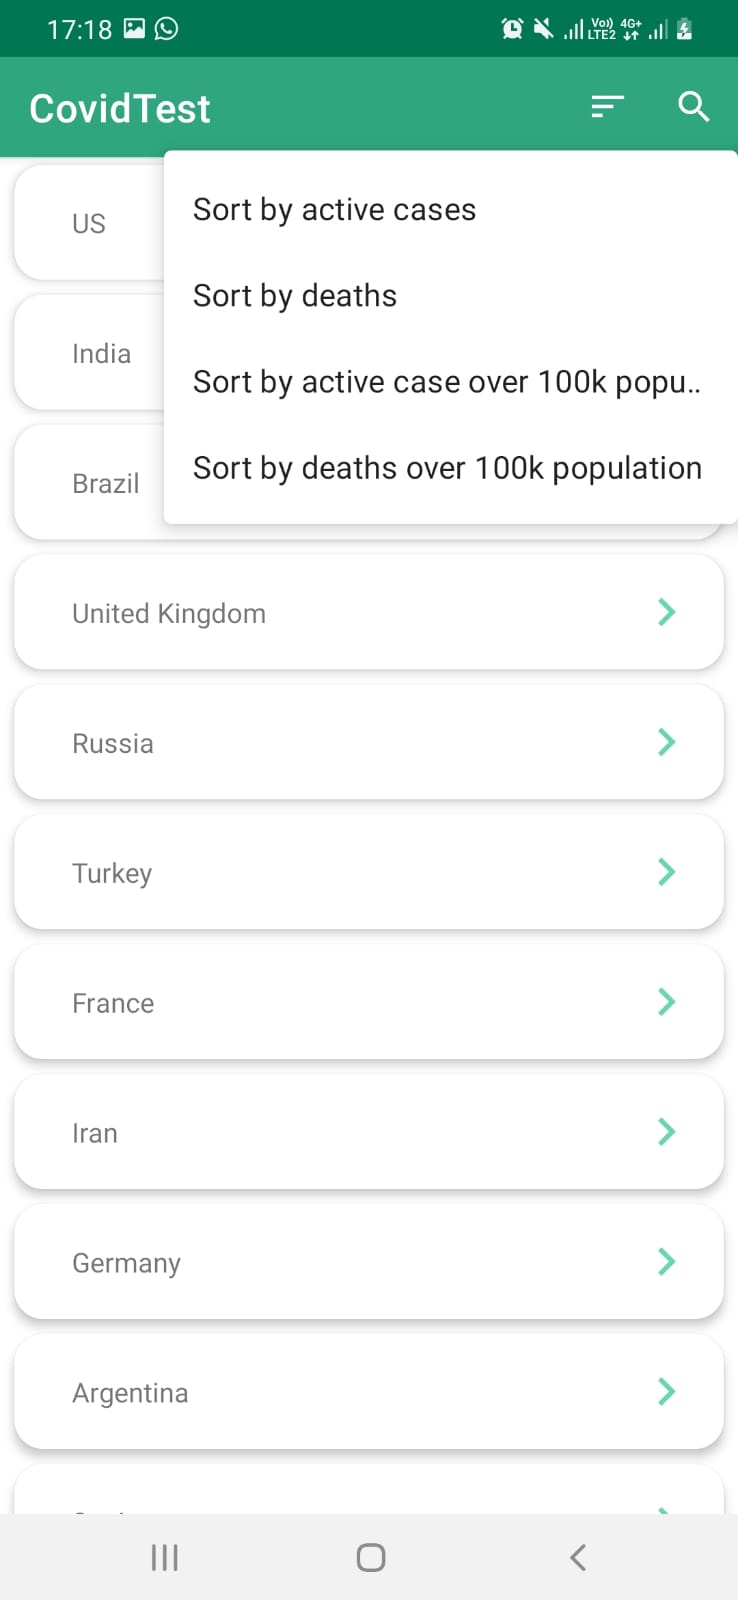 17:18
Vo)) 4G+
LTE2
CovidTest
Sort by active cases
Sort by deaths
Sort by active case over 100k popu..
Sort by deaths over 100k population
US
India
Brazil
United Kingdom
Russia
Turkey
France
Iran
Germany
Argentina